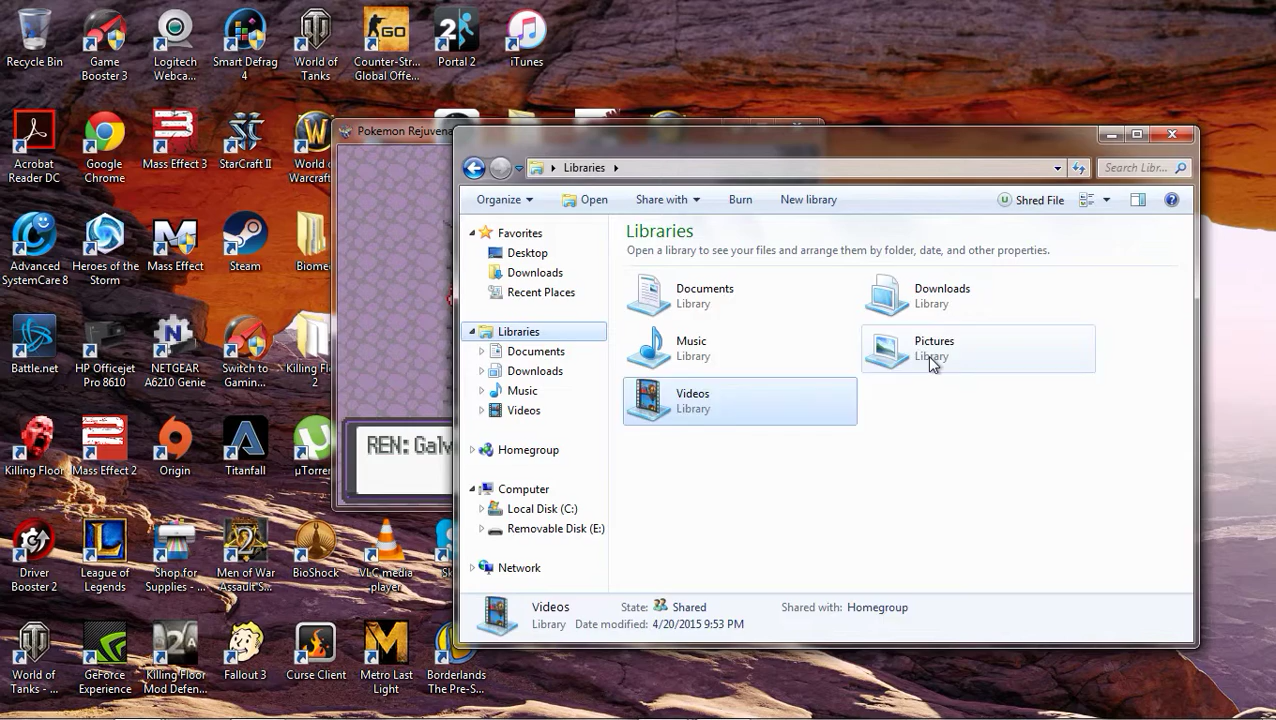 Recycle Bin
Game
Booster 3
Logitech
Webca...
Smart Defrag
4
World of
Tanks
Counter-Str...
Global Offe...
Portal 2
iTunes
Acrobat
Reader DC
Google
Chrome
Mass Effect 3
StarCraft II
World of
Warcraft
Advanced
SystemCare 8
Heroes of the
Storm
Mass Effect
Steam
Battle.net
HP Officejet
Pro 8610
NETGEAR
A6210 Genie
Switch to
Gamin...
Killing Floor
2
Killing Floor
Mass Effect 2
Origin
Titanfall
Driver
Booster 2
League of
Legends
Shop for
Supplies - ...
Men of War
Assault S...
BioShock
VLC media
player
World of
Tanks - ...
GeForce
Experience
Killing Floor
Mod Defen...
Fallout 3
Curse Client
Metro Last
Light
Borderlands
The Pre-S...
Pokemon Rejuvena
REN: Galv
Libraries
Search Libr...
Organize
Open
Share with
Burn
New library
Shred File
Favorites
Desktop
Downloads
Recent Places
Libraries
Documents
Downloads
Music
Videos
Homegroup
Computer
Local Disk (C:)
Removable Disk (E:)
Network
Libraries
Open a library to see your files and arrange them by folder, date, and other properties.
Documents
Library
Downloads
Library
Music
Library
Pictures
Library
Videos
Library
Videos State: Shared Shared with: Homegroup
Library Date modified: 4/20/2015 9:53 PM